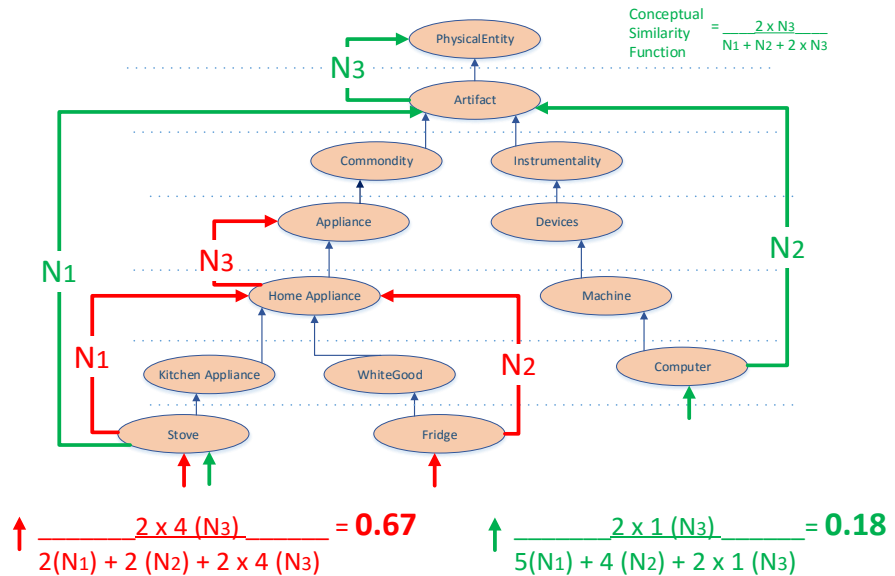 Conceptual
Similarity
Function
= 2 x N3
N1 + N2 + 2 x N3
PhysicalEntity
N3
Artifact
Commondity
Instrumentality
Appliance
Devices
N1
N3
N2
Home Appliance
Machine
N1
N2
Kitchen Appliance
WhiteGood
Computer
Stove
Fridge
2 x 4 (N3) = 0.67
2(N1) + 2 (N2) + 2 x 4 (N3)
2 x 1 (N3) = 0.18
5(N1) + 4 (N2) + 2 x 1 (N3)